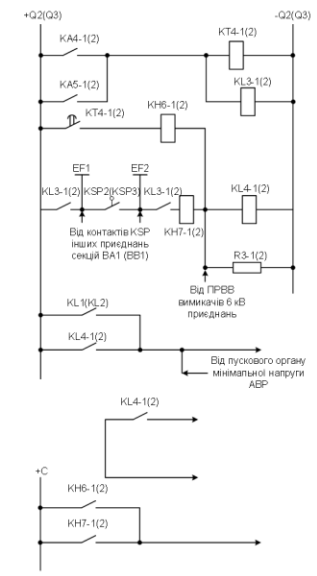 +Q2(Q3) -Q2(Q3)
KA4-1(2) KT4-1(2)
KA5-1(2) KL3-1(2)
KT4-1(2) KH6-1(2)
EF1 EF2
KL3-1(2) KSP2(KSP3) KL3-1(2) KL4-1(2)
KH7-1(2)
Від контактів KSP
інших приєднань
секцій ВА1 (ВВ1)
R3-1(2)
Від ПРВВ
вимикачів 6 кВ
приєднань
KL1(KL2)
KL4-1(2)
Від пускового органу
мінімальної напруги
АВР
KL4-1(2)
+C
KH6-1(2)
KH7-1(2)